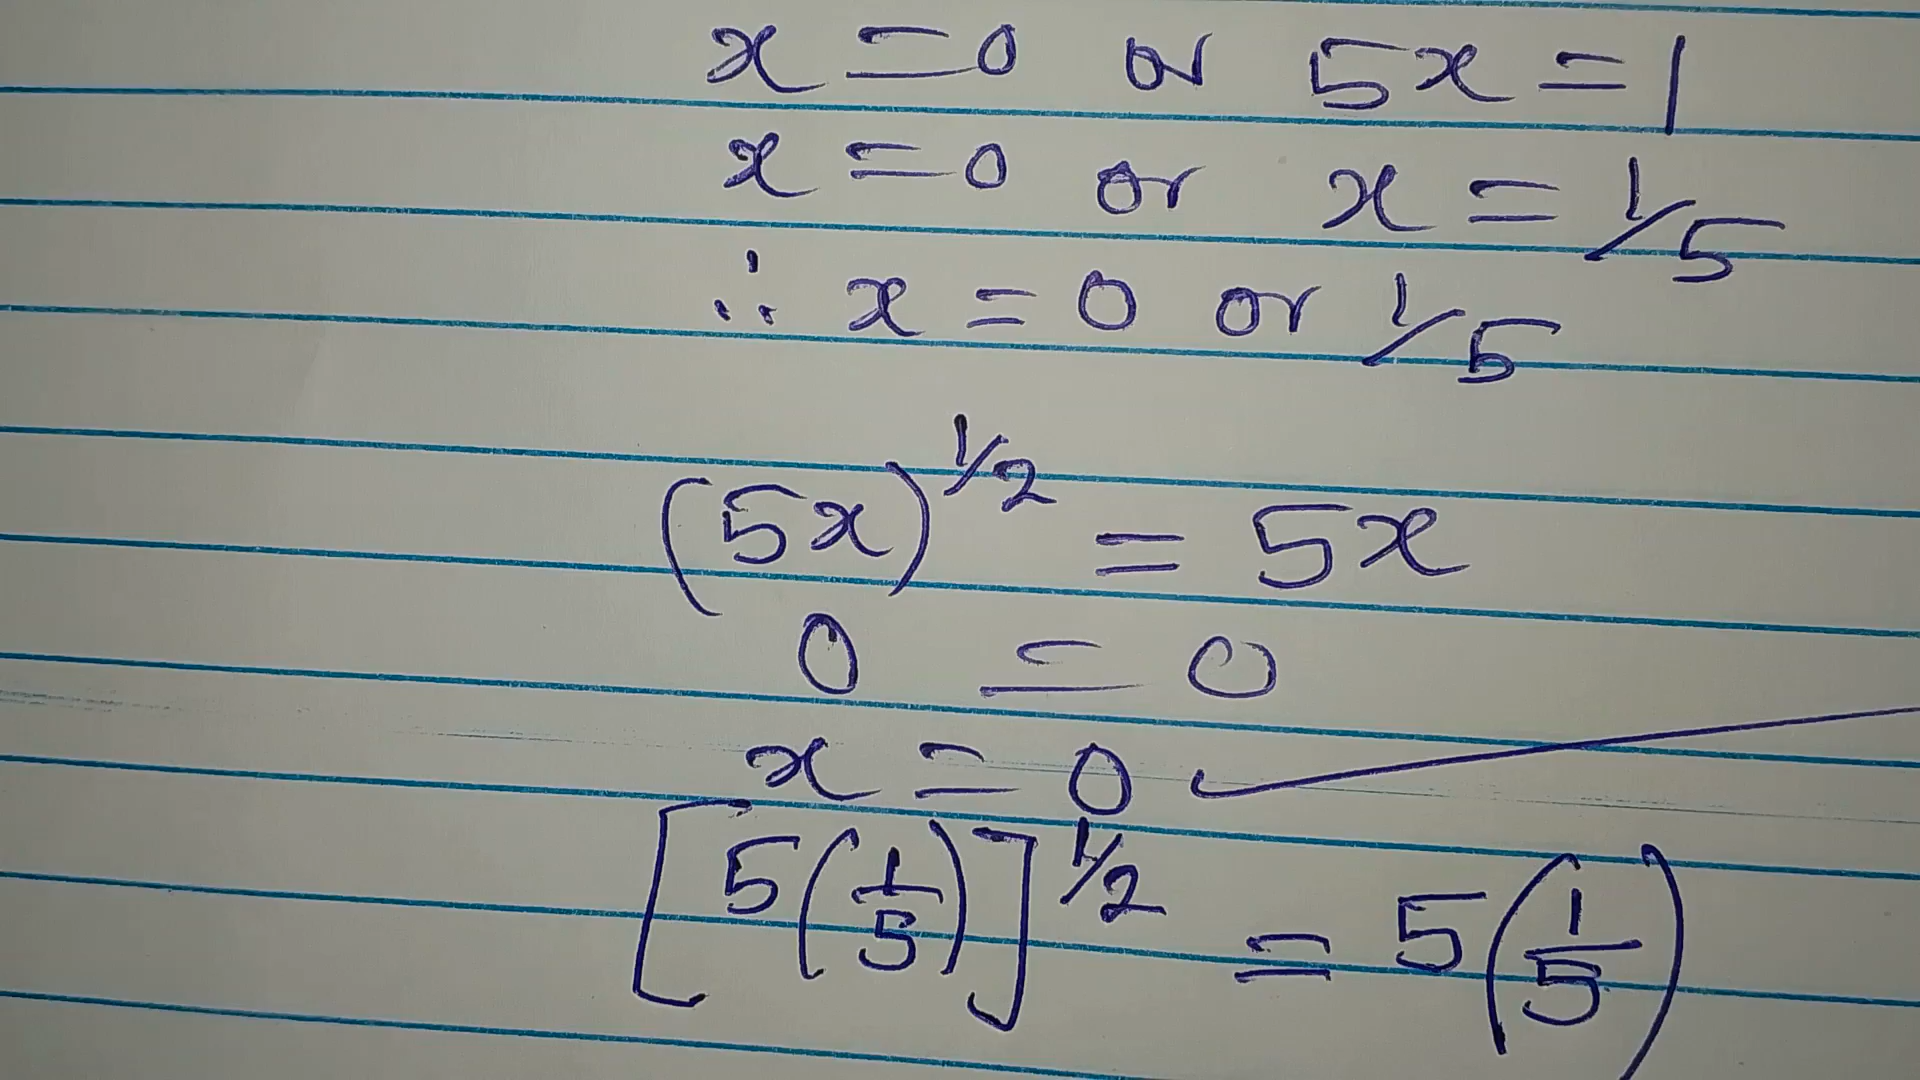 x = 0 or 5x = 1
x = 0 or x = 1/5
∴ x = 0 or 1/5
(5x)^1/2 = 5x
0 = 0
x = 0 ✓
[5(1/5)]^1/2 = 5(1/5)